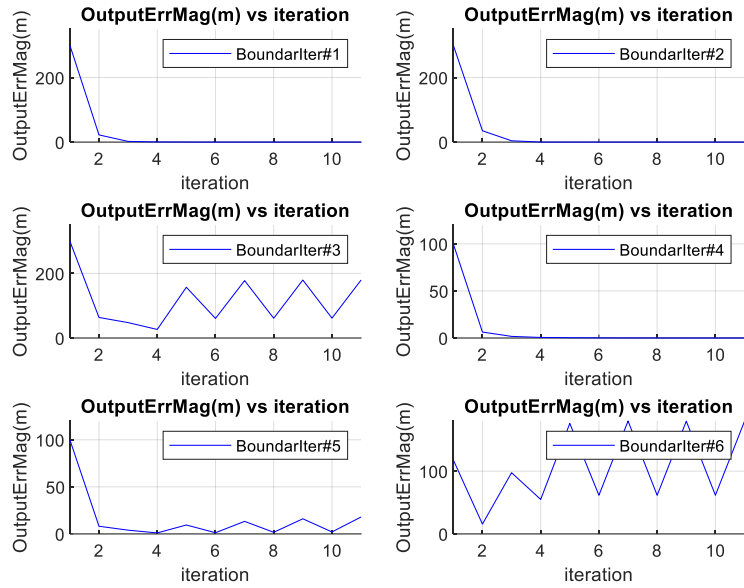 OutputErrMag(m) vs iteration
OutputErrMag(m)
200
0
BoundarIter#1
2 4 6 8 10
iteration
OutputErrMag(m) vs iteration
OutputErrMag(m)
200
0
BoundarIter#2
2 4 6 8 10
iteration
OutputErrMag(m) vs iteration
OutputErrMag(m)
200
0
BoundarIter#3
2 4 6 8 10
iteration
OutputErrMag(m) vs iteration
OutputErrMag(m)
100
50
0
BoundarIter#4
2 4 6 8 10
iteration
OutputErrMag(m) vs iteration
OutputErrMag(m)
100
50
0
BoundarIter#5
2 4 6 8 10
iteration
OutputErrMag(m) vs iteration
OutputErrMag(m)
100
0
BoundarIter#6
2 4 6 8 10
iteration